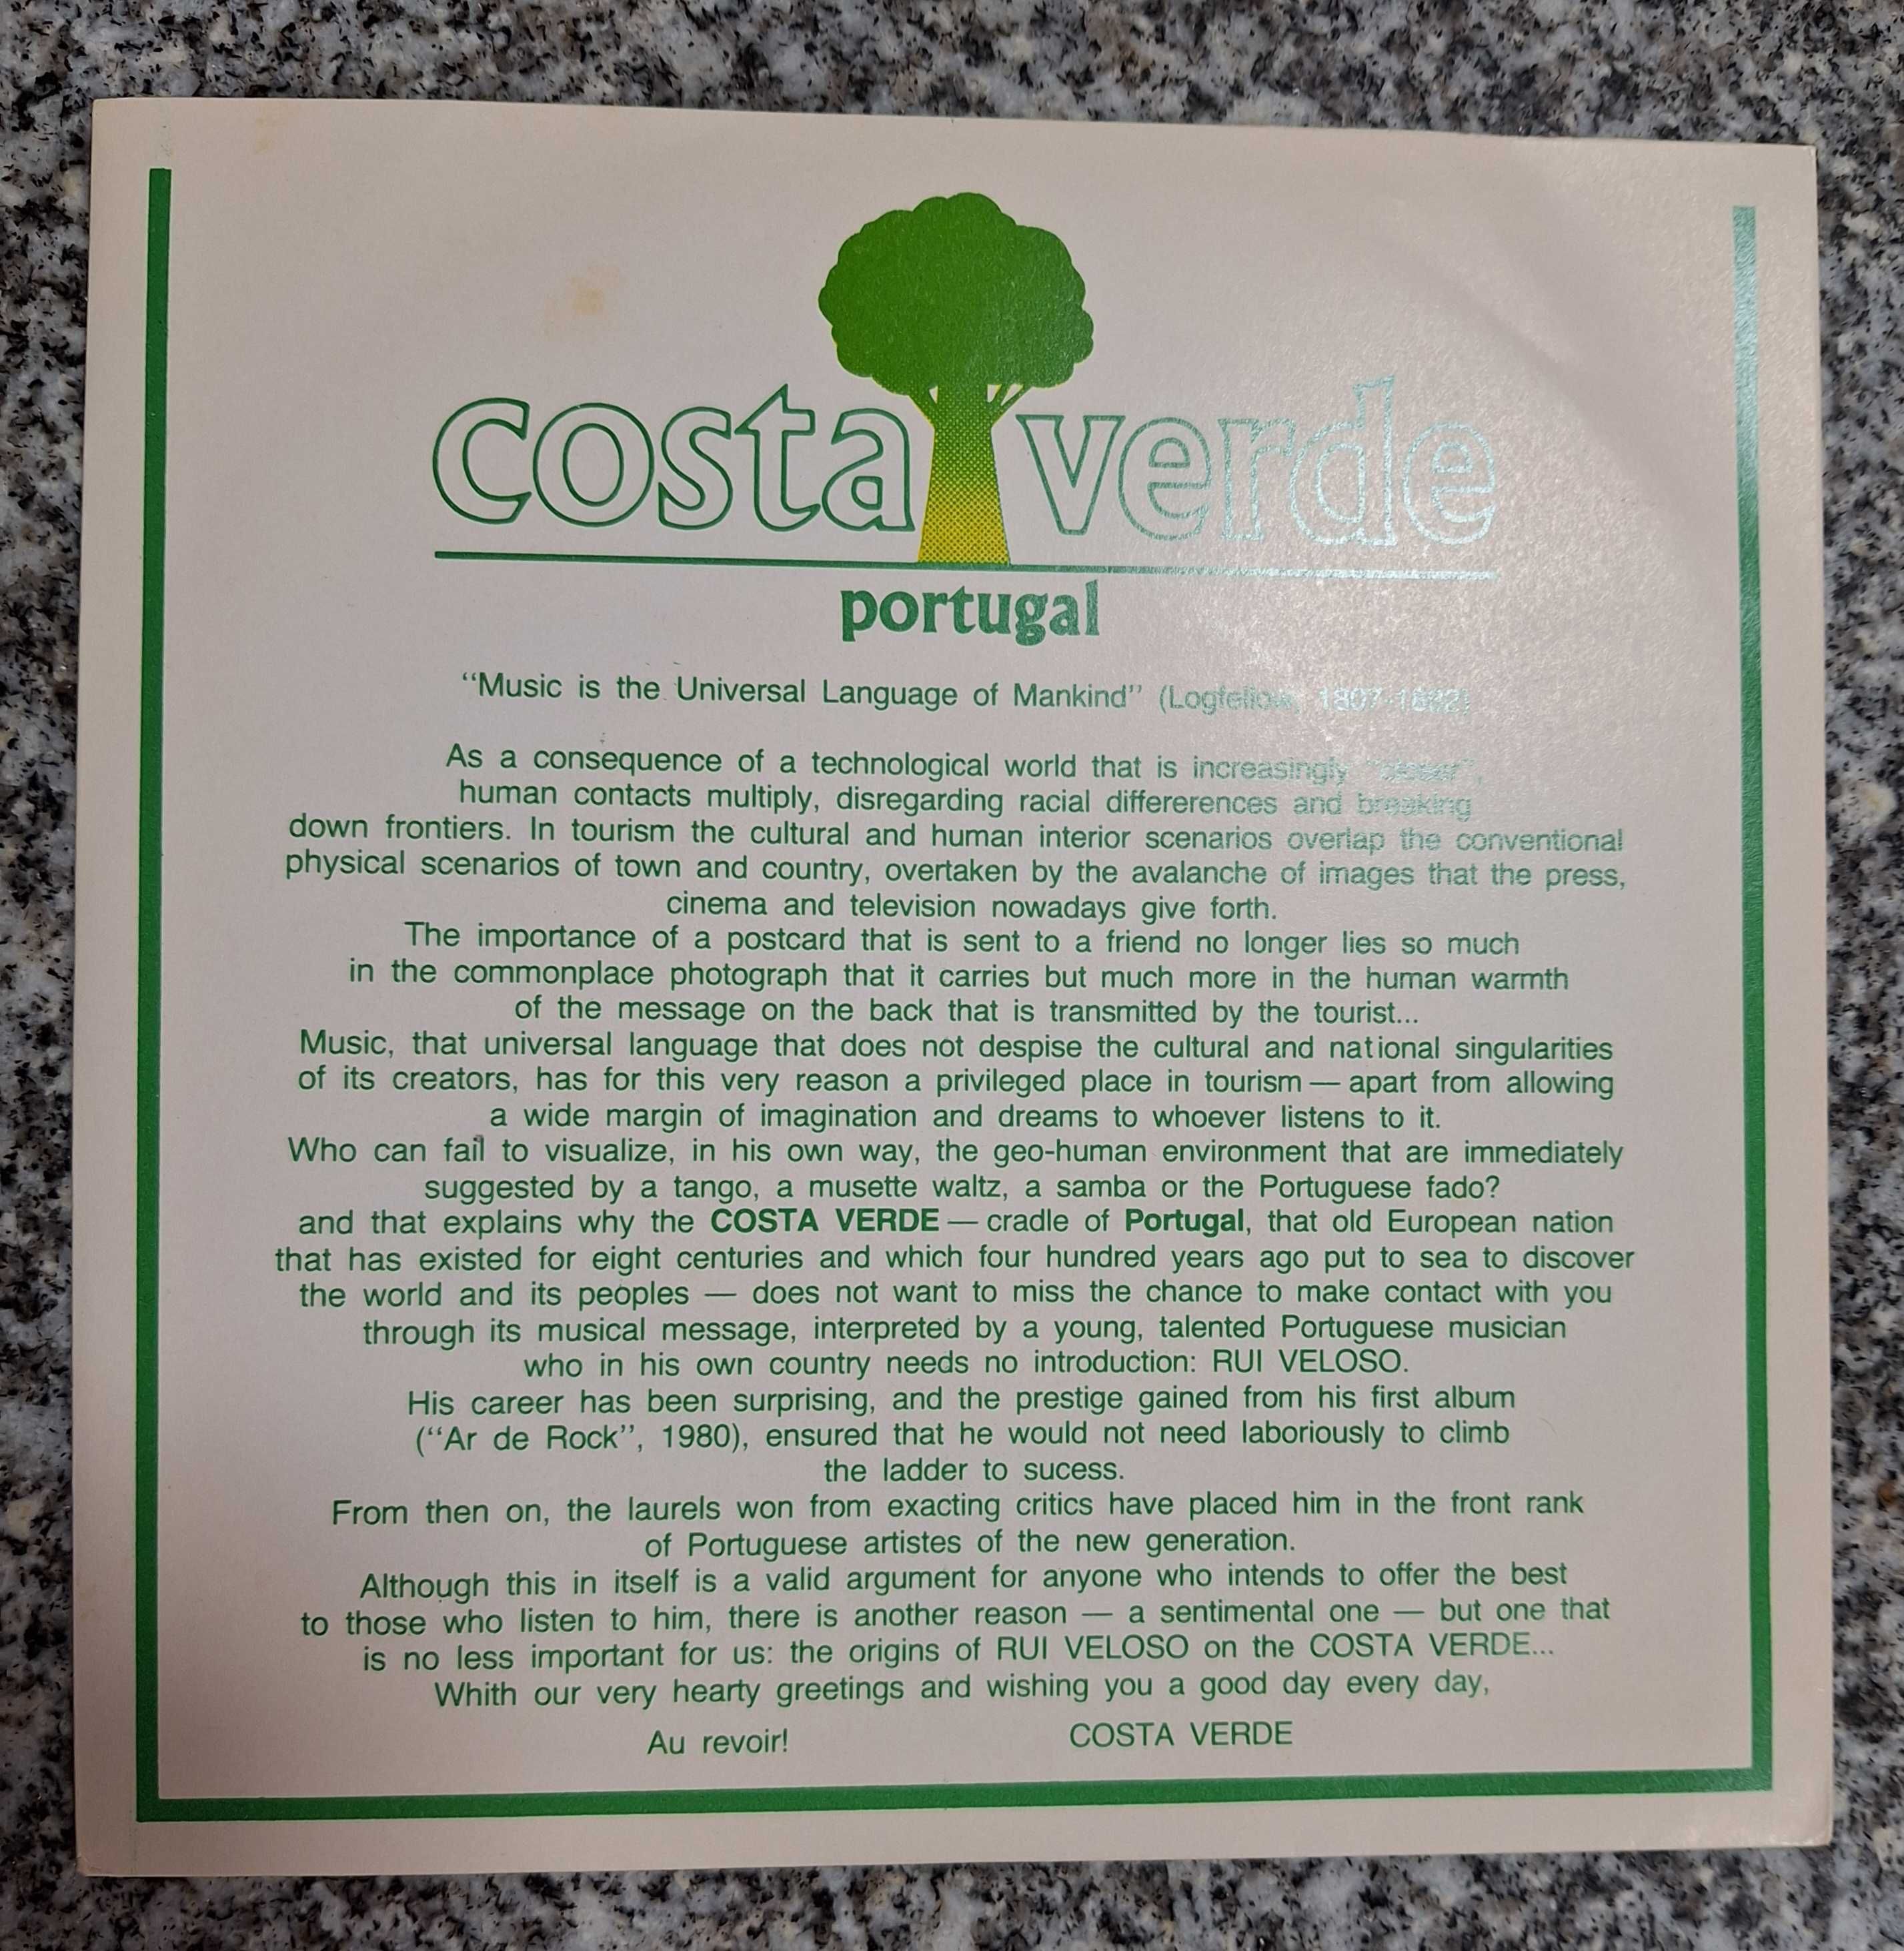 costa verde
portugal
“Music is the Universal Language of Mankind” (Logfellow, 1807-1882)
As a consequence of a technological world that is increasingly “closer”,
human contacts multiply, disregarding racial differerences and breaking
down frontiers. In tourism the cultural and human interior scenarios overlap the conventional
physical scenarios of town and country, overtaken by the avalanche of images that the press,
cinema and television nowadays give forth.
The importance of a postcard that is sent to a friend no longer lies so much
in the commonplace photograph that it carries but much more in the human warmth
of the message on the back that is transmitted by the tourist...
Music, that universal language that does not despise the cultural and national singularities
of its creators, has for this very reason a privileged place in tourism — apart from allowing
a wide margin of imagination and dreams to whoever listens to it.
Who can fail to visualize, in his own way, the geo-human environment that are immediately
suggested by a tango, a musette waltz, a samba or the Portuguese fado?
and that explains why the COSTA VERDE — cradle of Portugal, that old European nation
that has existed for eight centuries and which four hundred years ago put to sea to discover
the world and its peoples — does not want to miss the chance to make contact with you
through its musical message, interpreted by a young, talented Portuguese musician
who in his own country needs no introduction: RUI VELOSO.
His career has been surprising, and the prestige gained from his first album
(“Ar de Rock”, 1980), ensured that he would not need laboriously to climb
the ladder to sucess.
From then on, the laurels won from exacting critics have placed him in the front rank
of Portuguese artistes of the new generation.
Although this in itself is a valid argument for anyone who intends to offer the best
to those who listen to him, there is another reason — a sentimental one — but one that
is no less important for us: the origins of RUI VELOSO on the COSTA VERDE...
Whith our very hearty greetings and wishing you a good day every day,
Au revoir! COSTA VERDE